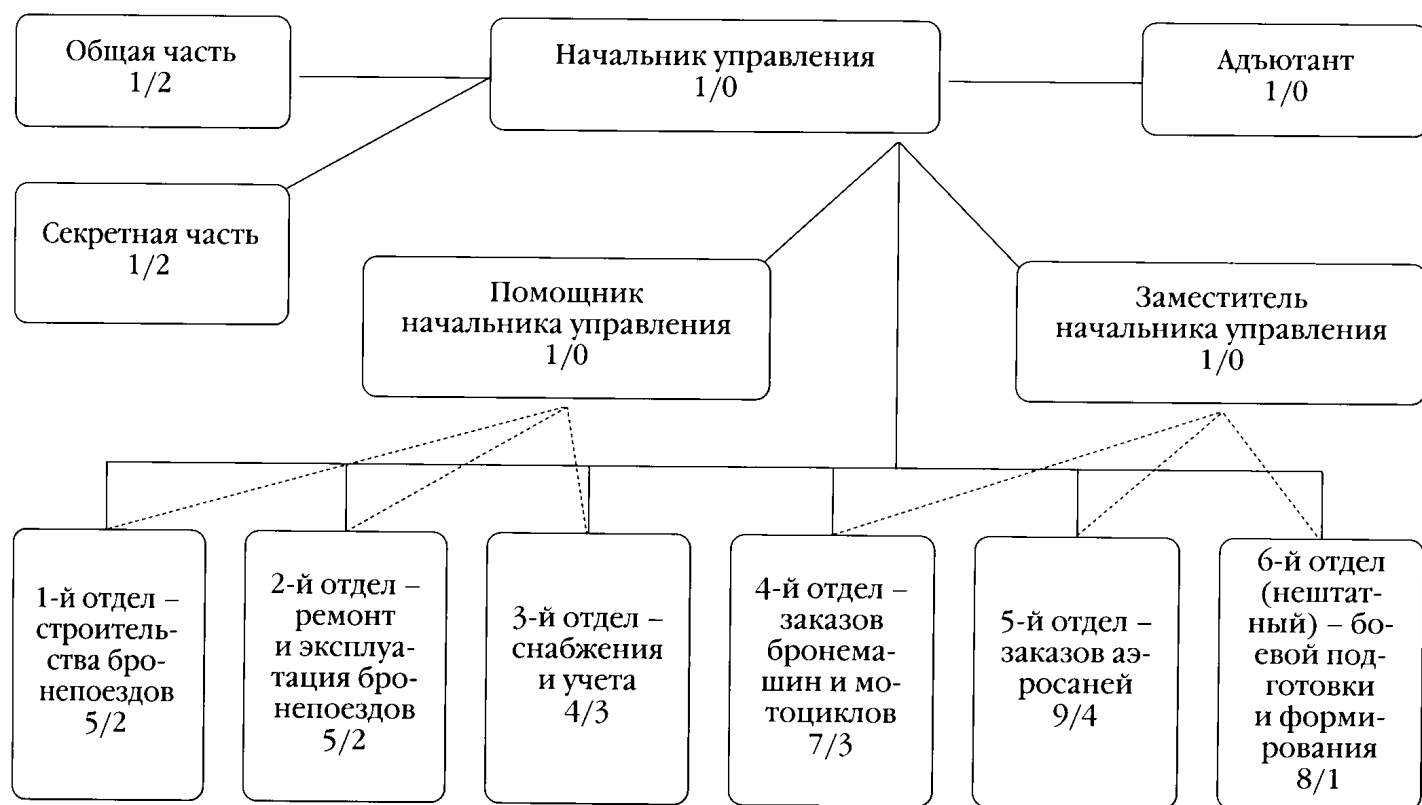 Общая часть
1/2
Начальник управления
1/0
Адъютант
1/0
Секретная часть
1/2
Помощник
начальника управления
1/0
Заместитель
начальника управления
1/0
1-й отдел –
строитель-
ства бро-
непоездов
5/2
2-й отдел –
ремонт
и эксплуа-
тация бро-
непоездов
5/2
3-й отдел –
снабжения
и учета
4/3
4-й отдел –
заказов
бронема-
шин и мо-
тоциклов
7/3
5-й отдел –
заказов аэ-
росаней
9/4
6-й отдел
(нештат-
ный) – бо-
евой под-
готовки
и форми-
рования
8/1